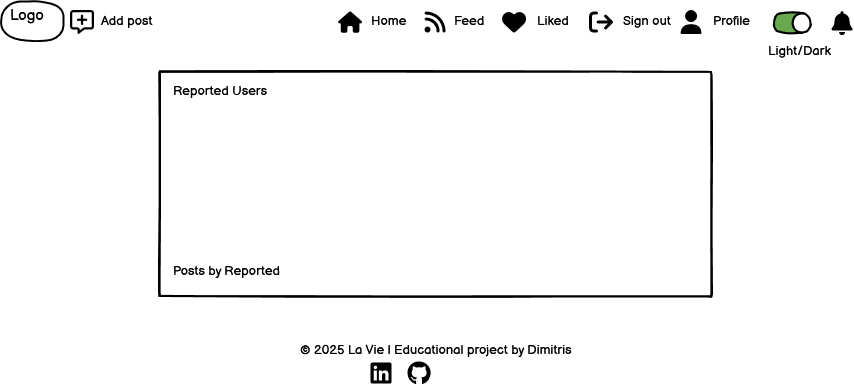 Logo
Add post
Home
Feed
Liked
Sign out
Profile
Light/Dark
Reported Users
Posts by Reported
© 2025 La Vie | Educational project by Dimitris
in